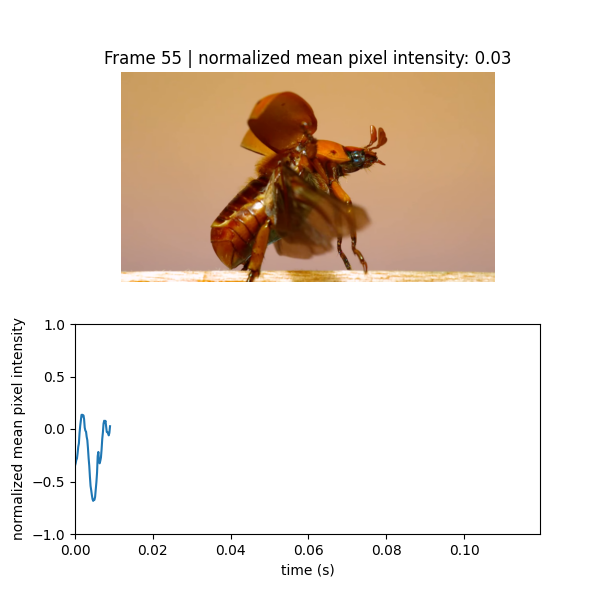 Frame 55 | normalized mean pixel intensity: 0.03
normalized mean pixel intensity
1.0
0.5
0.0
−0.5
−1.0
0.00 0.02 0.04 0.06 0.08 0.10
time (s)